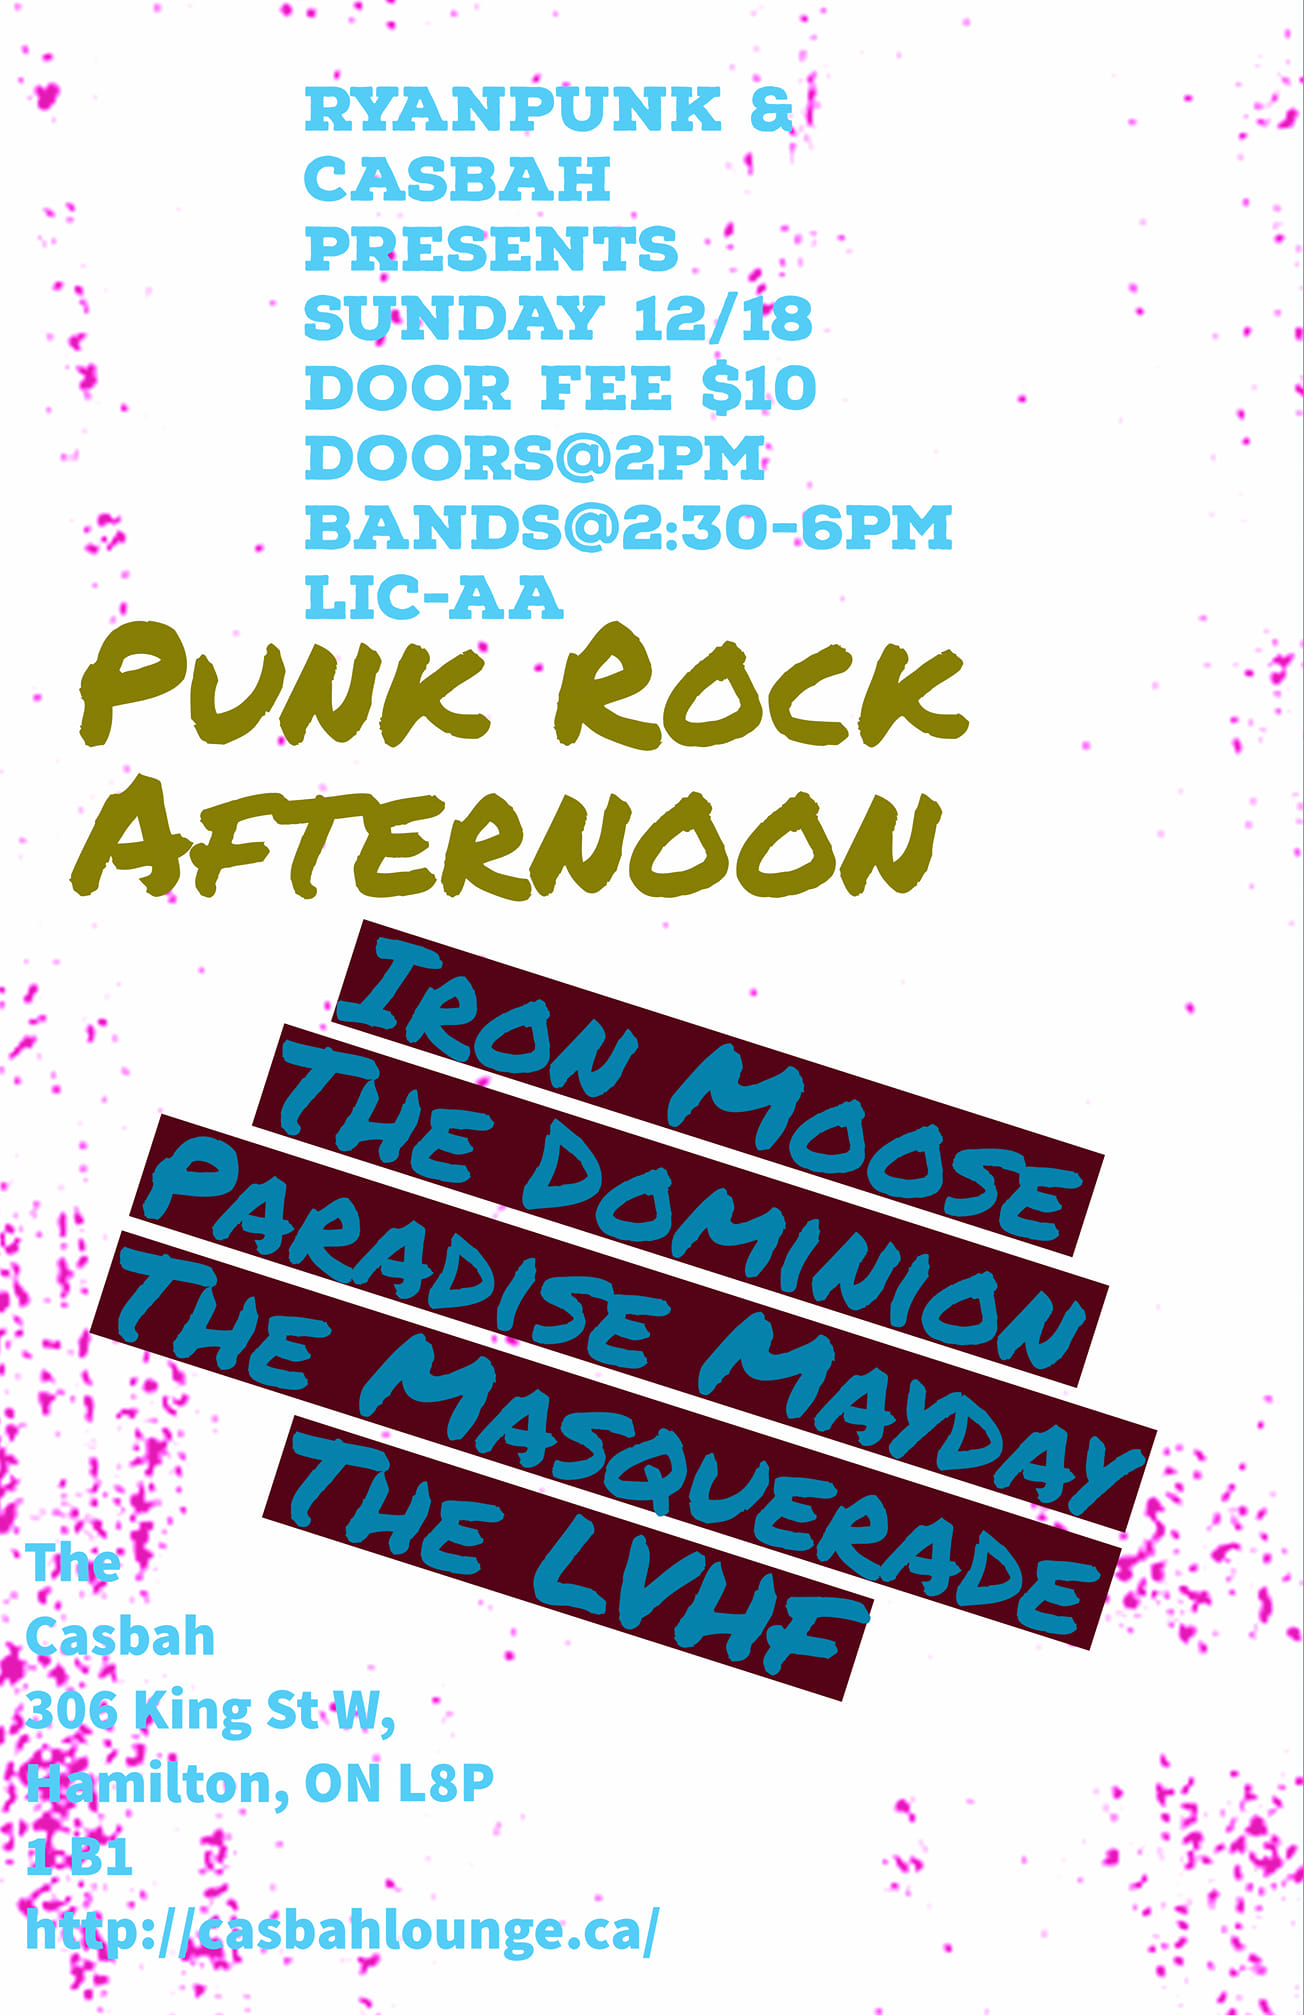 RYANPUNK &
CASBAH
PRESENTS
SUNDAY 12/18
DOOR FEE $10
DOORS@2PM
BANDS@2:30-6PM
LIC-AA
PUNK ROCK
AFTERNOON
IRON MOOSE
THE DOMINION
PARADISE MAYDAY
THE MASQUERADE
THE LVHF
The
Casbah
306 King St W,
Hamilton, ON L8P
1 B1
http://casbahlounge.ca/